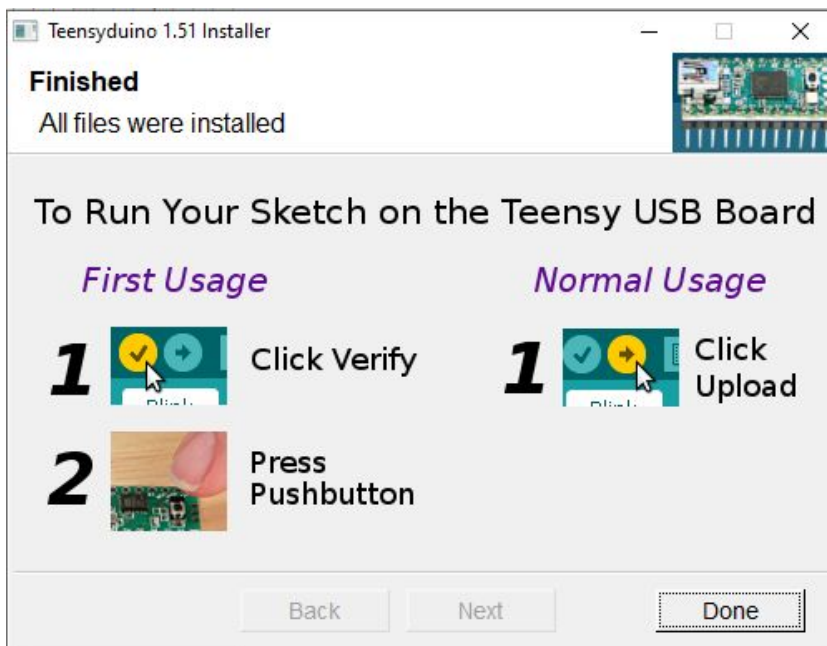 Teensyduino 1.51 Installer
Finished
All files were installed
To Run Your Sketch on the Teensy USB Board
First Usage
Normal Usage
1
Click Verify
1
Click
Upload
2
Press
Pushbutton
Back
Next
Done